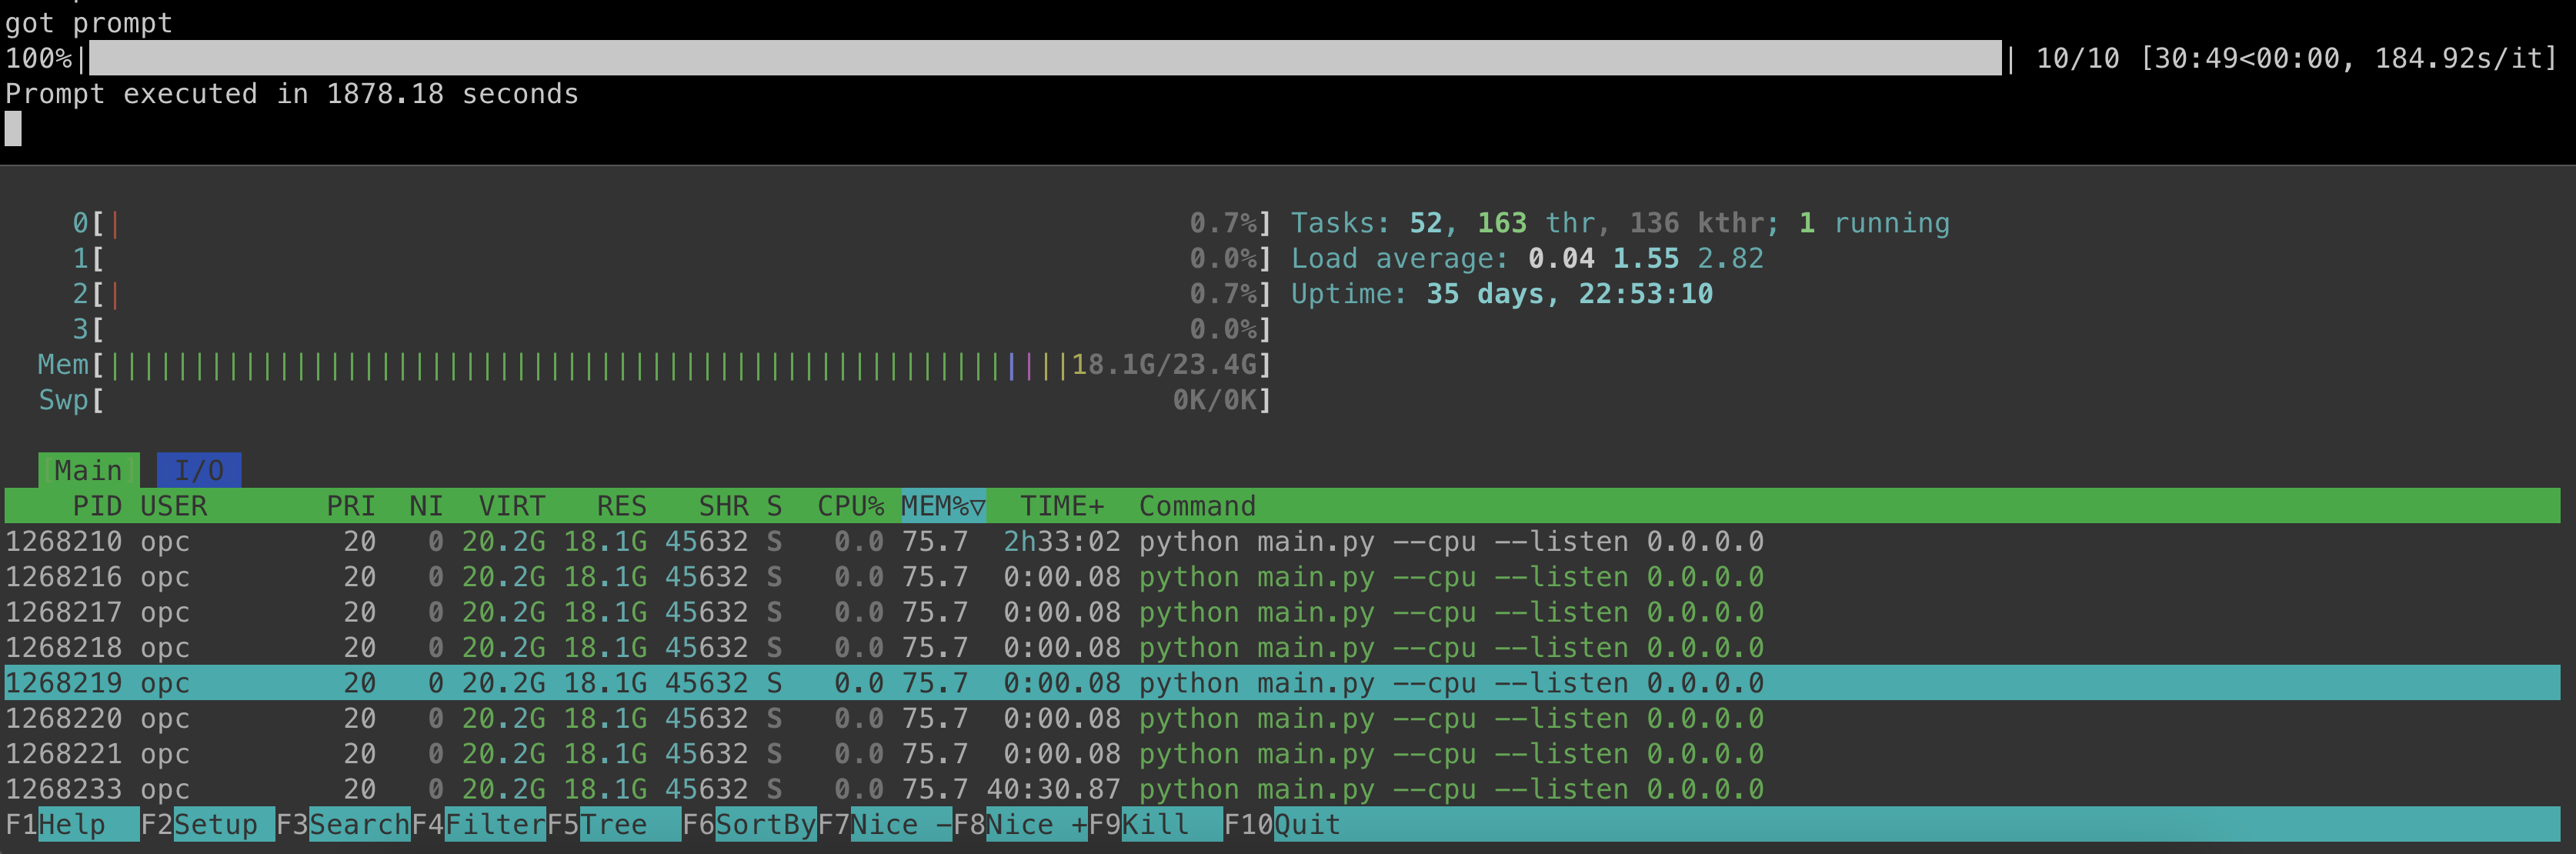 got prompt
100%| | 10/10 [30:49<00:00, 184.92s/it]
Prompt executed in 1878.18 seconds
0[| 0.7%] Tasks: 52, 163 thr, 136 kthr; 1 running
1[ 0.0%] Load average: 0.04 1.55 2.82
2[| 0.7%] Uptime: 35 days, 22:53:10
3[ 0.0%]
Mem[|||||||||||||||||||||||||||||||||||||||||||||||||||||||||18.1G/23.4G]
Swp[ 0K/0K]
[Main] I/O
PID USER PRI NI VIRT RES SHR S CPU% MEM%▽ TIME+ Command
1268210 opc 20 0 20.2G 18.1G 45632 S 0.0 75.7 2h33:02 python main.py --cpu --listen 0.0.0.0
1268216 opc 20 0 20.2G 18.1G 45632 S 0.0 75.7 0:00.08 python main.py --cpu --listen 0.0.0.0
1268217 opc 20 0 20.2G 18.1G 45632 S 0.0 75.7 0:00.08 python main.py --cpu --listen 0.0.0.0
1268218 opc 20 0 20.2G 18.1G 45632 S 0.0 75.7 0:00.08 python main.py --cpu --listen 0.0.0.0
1268219 opc 20 0 20.2G 18.1G 45632 S 0.0 75.7 0:00.08 python main.py --cpu --listen 0.0.0.0
1268220 opc 20 0 20.2G 18.1G 45632 S 0.0 75.7 0:00.08 python main.py --cpu --listen 0.0.0.0
1268221 opc 20 0 20.2G 18.1G 45632 S 0.0 75.7 0:00.08 python main.py --cpu --listen 0.0.0.0
1268233 opc 20 0 20.2G 18.1G 45632 S 0.0 75.7 40:30.87 python main.py --cpu --listen 0.0.0.0
F1Help F2Setup F3SearchF4FilterF5Tree F6SortByF7Nice -F8Nice +F9Kill F10Quit